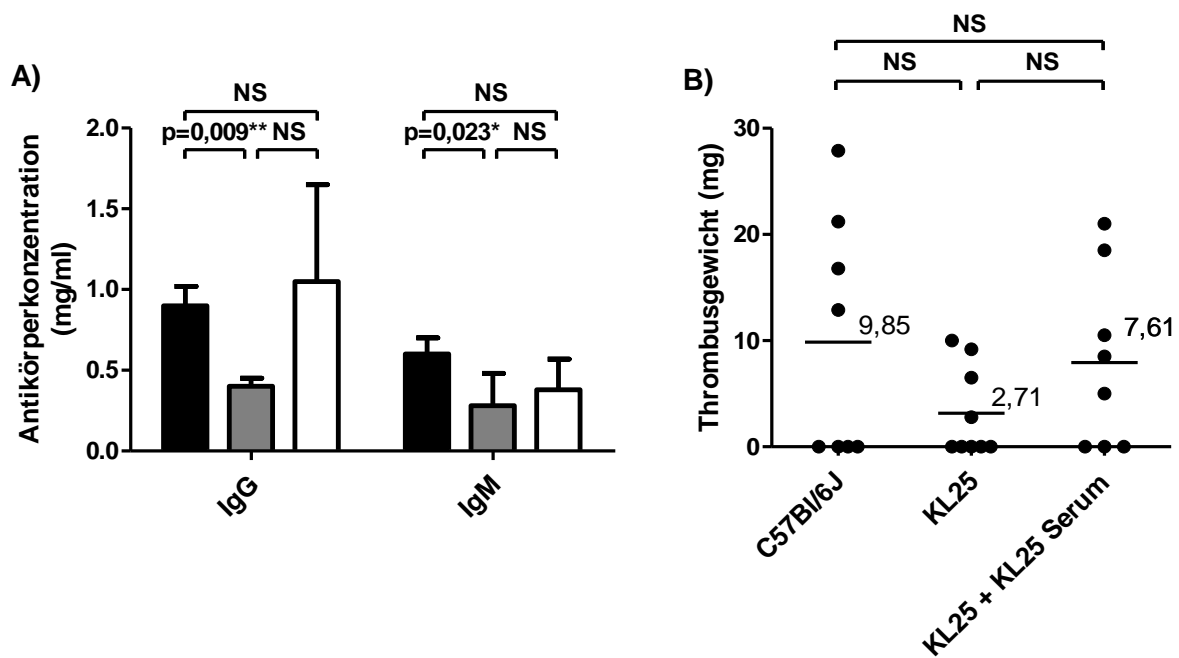 A)
NS
NS
p=0,009** NS
p=0,023* NS
Antikörperkonzentration
(mg/ml)
2.0
1.5
1.0
0.5
0.0
IgG
IgM
B)
NS
NS
NS
Thrombusgewicht (mg)
30
20
10
0
9,85
2,71
7,61
C57Bl/6J
KL25
KL25 + KL25 Serum